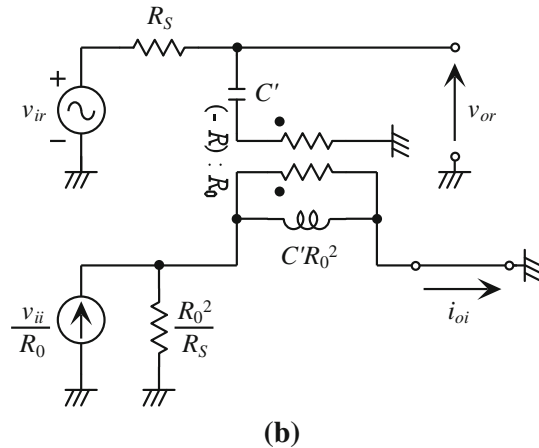 R_S
+
v_ir
−
C'
v_or
(- R) : R_0
C'R_0^2
v_ii
R_0
R_0^2
R_S
i_oi
(b)